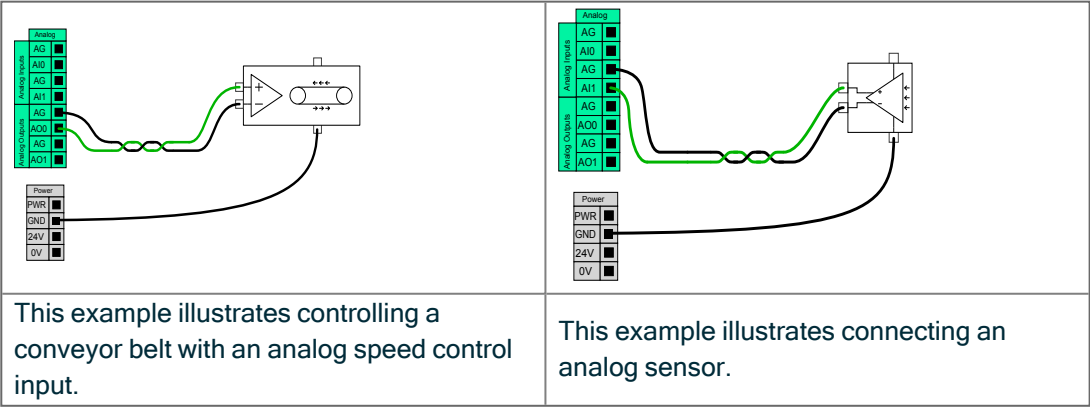 Analog
AG
AI0
AG
AI1
AG
AO0
AG
AO1
Analog Inputs
Analog Outputs
+
−
Power
PWR
GND
24V
0V
This example illustrates controlling a
conveyor belt with an analog speed control
input.
Analog
AG
AI0
AG
AI1
AG
AO0
AG
AO1
Analog Inputs
Analog Outputs
+
−
Power
PWR
GND
24V
0V
This example illustrates connecting an
analog sensor.